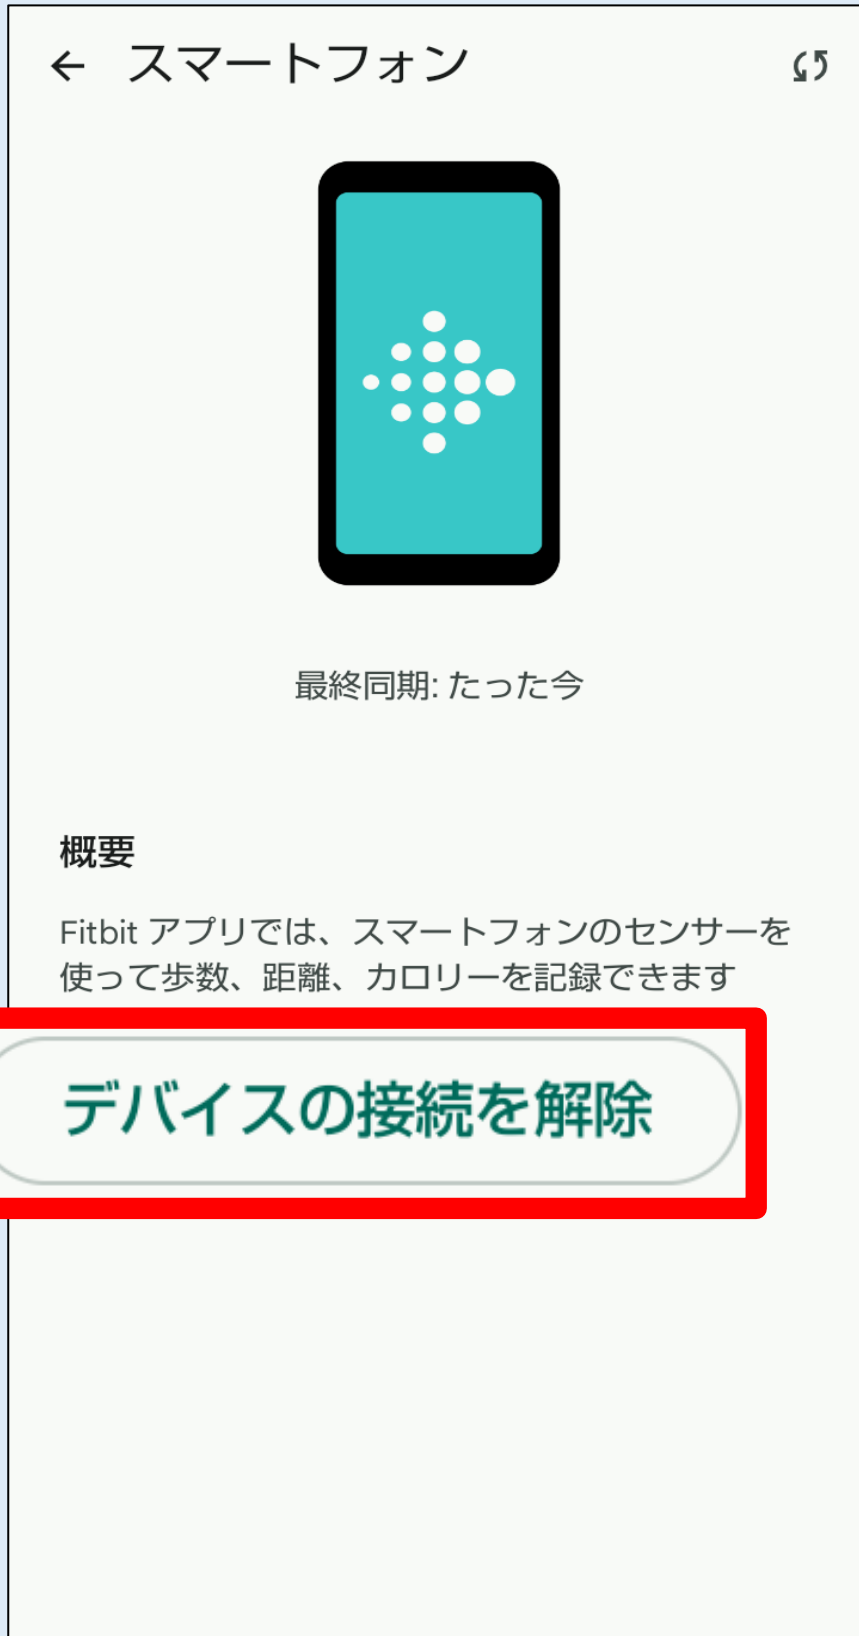 スマートフォン
最終同期: たった今
概要
Fitbit アプリでは、スマートフォンのセンサーを
使って歩数、距離、カロリーを記録できます
デバイスの接続を解除